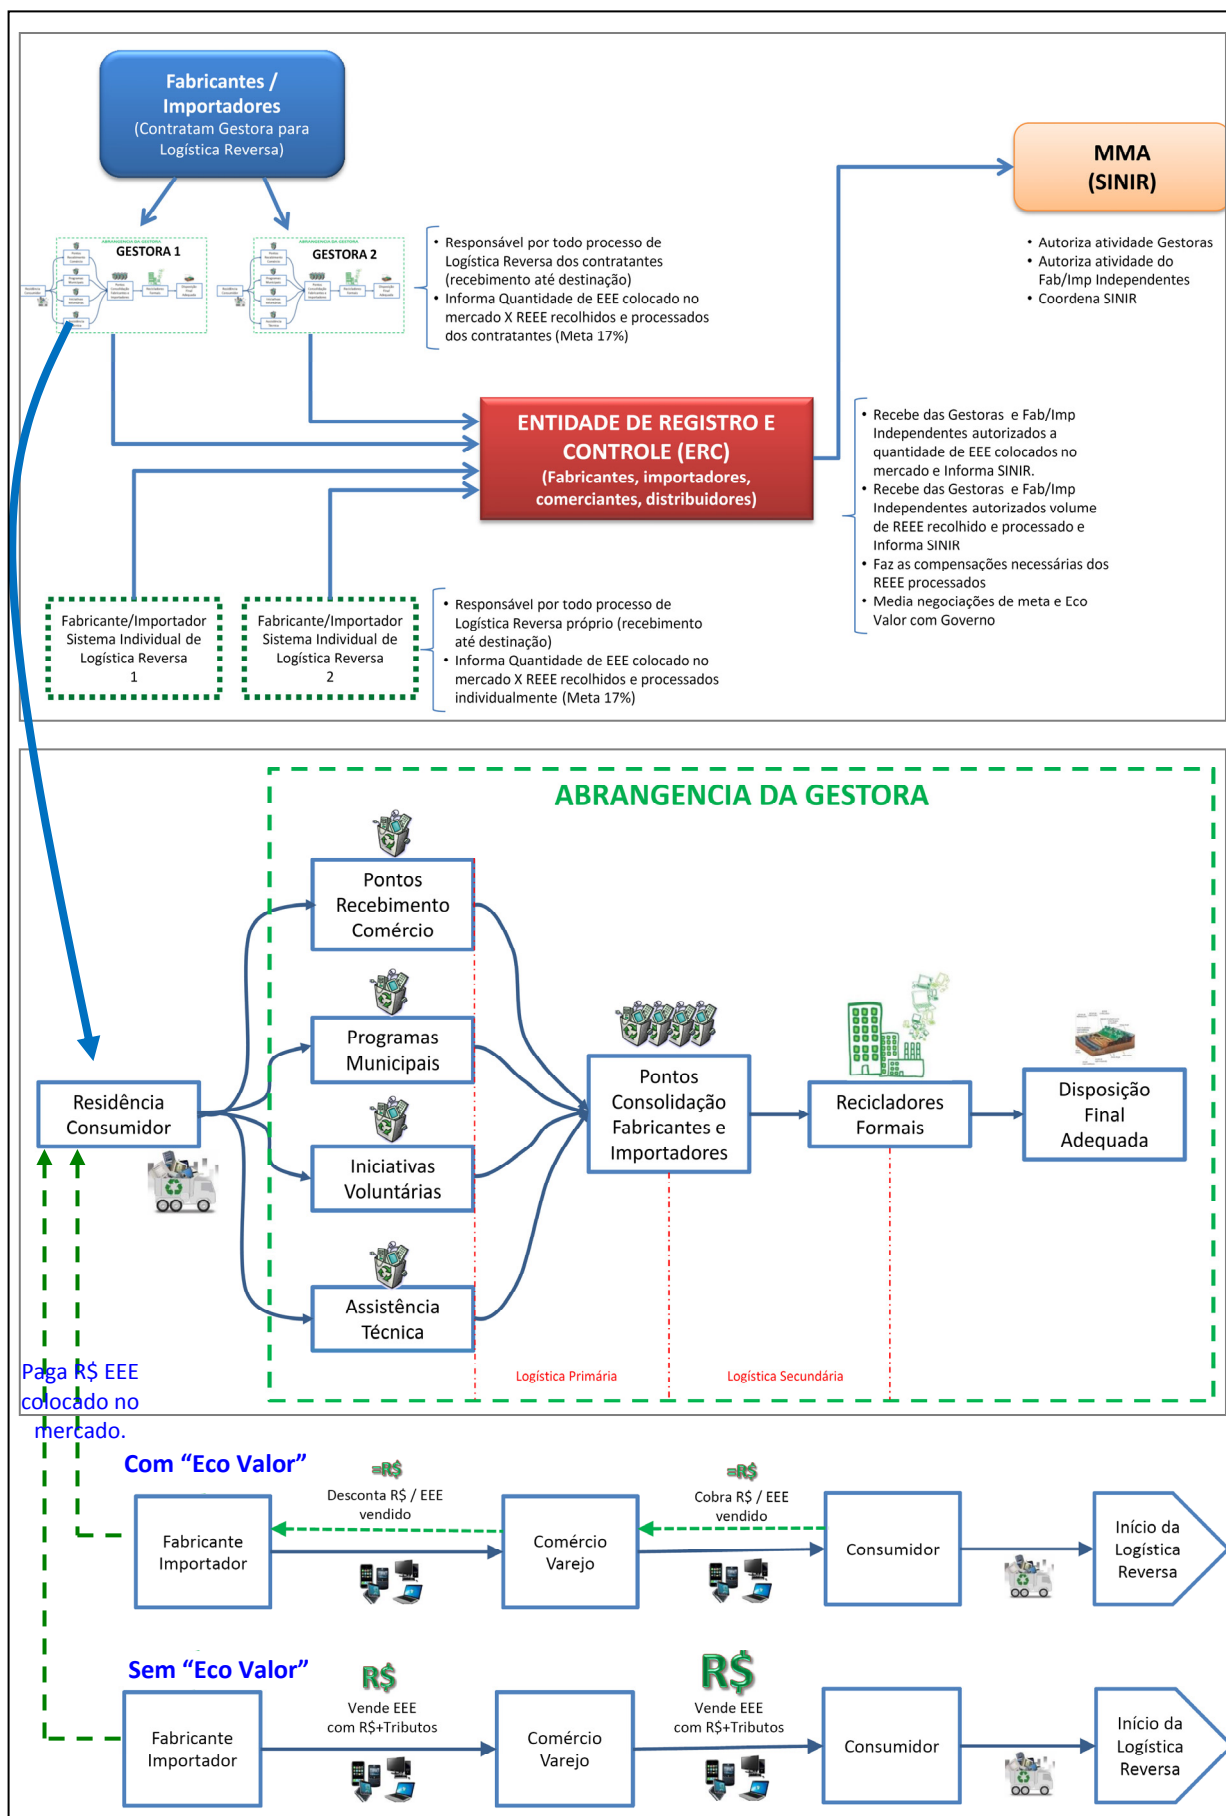 Fabricantes /
Importadores
(Contratam Gestora para
Logística Reversa)
MMA
(SINIR)
ABRANGENCIA DA GESTORA
GESTORA 1
ABRANGENCIA DA GESTORA
GESTORA 2
• Responsável por todo processo de
Logística Reversa dos contratantes
(recebimento até destinação)
• Informa Quantidade de EEE colocado no
mercado X REEE recolhidos e processados
dos contratantes (Meta 17%)
• Autoriza atividade Gestoras
• Autoriza atividade do
Fab/Imp Independentes
• Coordena SINIR
ENTIDADE DE REGISTRO E
CONTROLE (ERC)
(Fabricantes, importadores,
comerciantes, distribuidores)
• Recebe das Gestoras e Fab/Imp
Independentes autorizados a
quantidade de EEE colocados no
mercado e Informa SINIR.
• Recebe das Gestoras e Fab/Imp
Independentes autorizados volume
de REEE recolhido e processado e
Informa SINIR
• Faz as compensações necessárias dos
REEE processados
• Media negociações de meta e Eco
Valor com Governo
Fabricante/Importador
Sistema Individual de
Logística Reversa
1
Fabricante/Importador
Sistema Individual de
Logística Reversa
2
• Responsável por todo processo de
Logística Reversa próprio (recebimento
até destinação)
• Informa Quantidade de EEE colocado no
mercado X REEE recolhidos e processados
individualmente (Meta 17%)
ABRANGENCIA DA GESTORA
Pontos
Recebimento
Comércio
Programas
Municipais
Residência
Consumidor
Pontos
Consolidação
Fabricantes e
Importadores
Recicladores
Formais
Disposição
Final
Adequada
Iniciativas
Voluntárias
Assistência
Técnica
Logística Primária
Logística Secundária
Paga R$ EEE
colocado no
mercado.
Com “Eco Valor”
=R$
Desconta R$ / EEE
vendido
=R$
Cobra R$ / EEE
vendido
Fabricante
Importador
Comércio
Varejo
Consumidor
Início da
Logística
Reversa
Sem “Eco Valor”
R$
Vende EEE
com R$+Tributos
R$
Vende EEE
com R$+Tributos
Fabricante
Importador
Comércio
Varejo
Consumidor
Início da
Logística
Reversa